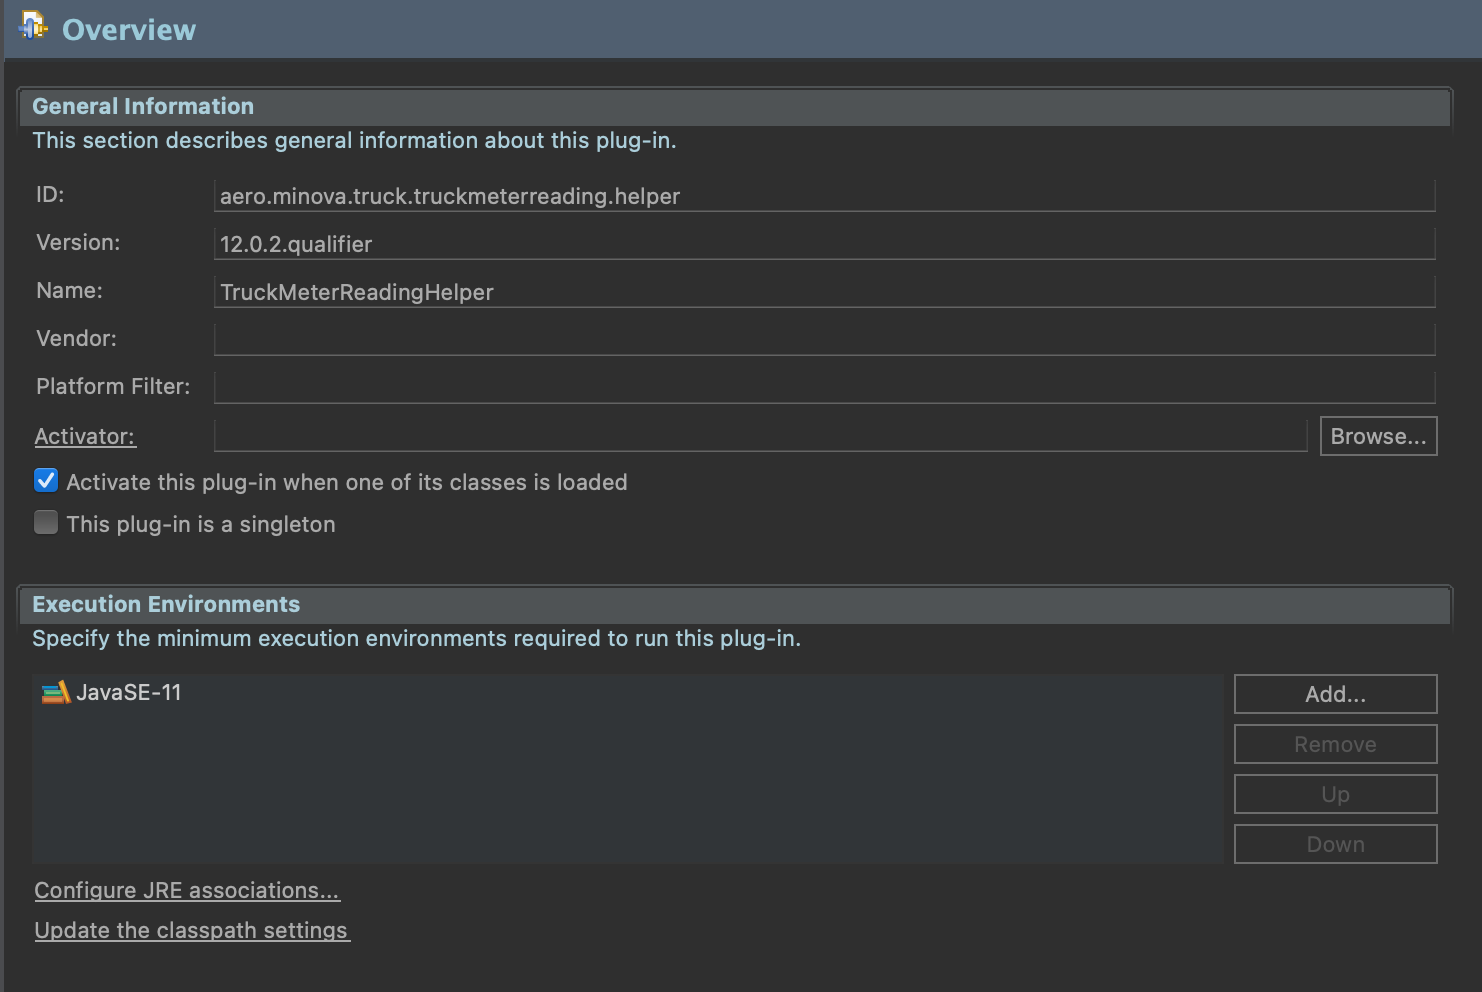 Overview
General Information
This section describes general information about this plug-in.
ID: aero.minova.truck.truckmeterreading.helper
Version: 12.0.2.qualifier
Name: TruckMeterReadingHelper
Vendor:
Platform Filter:
Activator: Browse...
Activate this plug-in when one of its classes is loaded
This plug-in is a singleton
Execution Environments
Specify the minimum execution environments required to run this plug-in.
JavaSE-11
Add...
Remove
Up
Down
Configure JRE associations...
Update the classpath settings